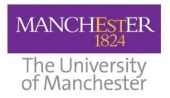 MANCHESTER
1824
The University
of Manchester